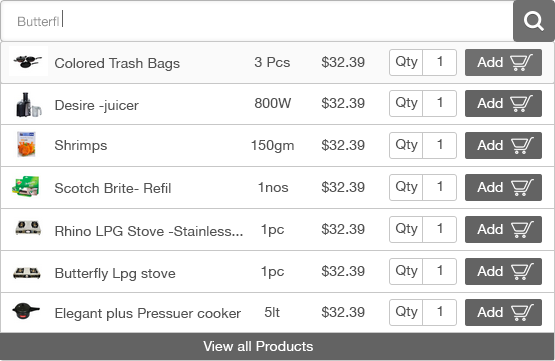 Butterfl
Colored Trash Bags 3 Pcs $32.39 Qty 1 Add
Desire -juicer 800W $32.39 Qty 1 Add
Shrimps 150gm $32.39 Qty 1 Add
Scotch Brite- Refil 1nos $32.39 Qty 1 Add
Rhino LPG Stove -Stainless... 1pc $32.39 Qty 1 Add
Butterfly Lpg stove 1pc $32.39 Qty 1 Add
Elegant plus Pressuer cooker 5lt $32.39 Qty 1 Add
View all Products